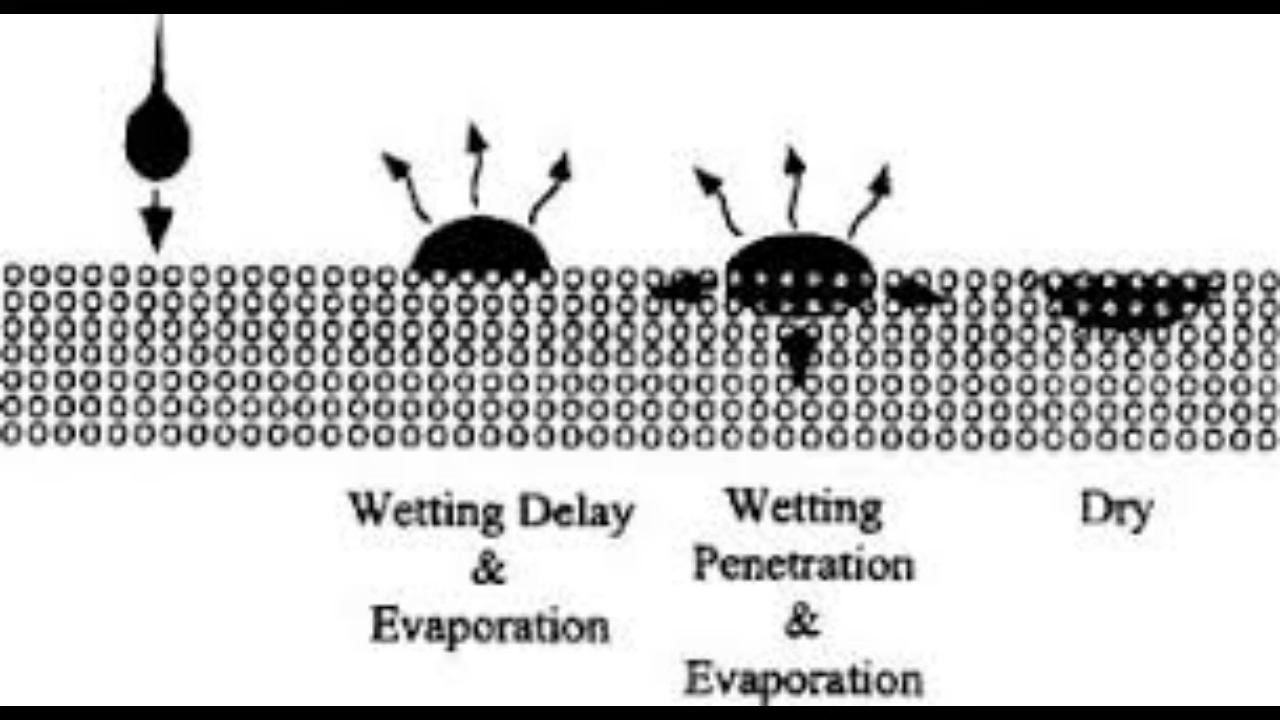 Wetting Delay
&
Evaporation
Wetting
Penetration
&
Evaporation
Dry